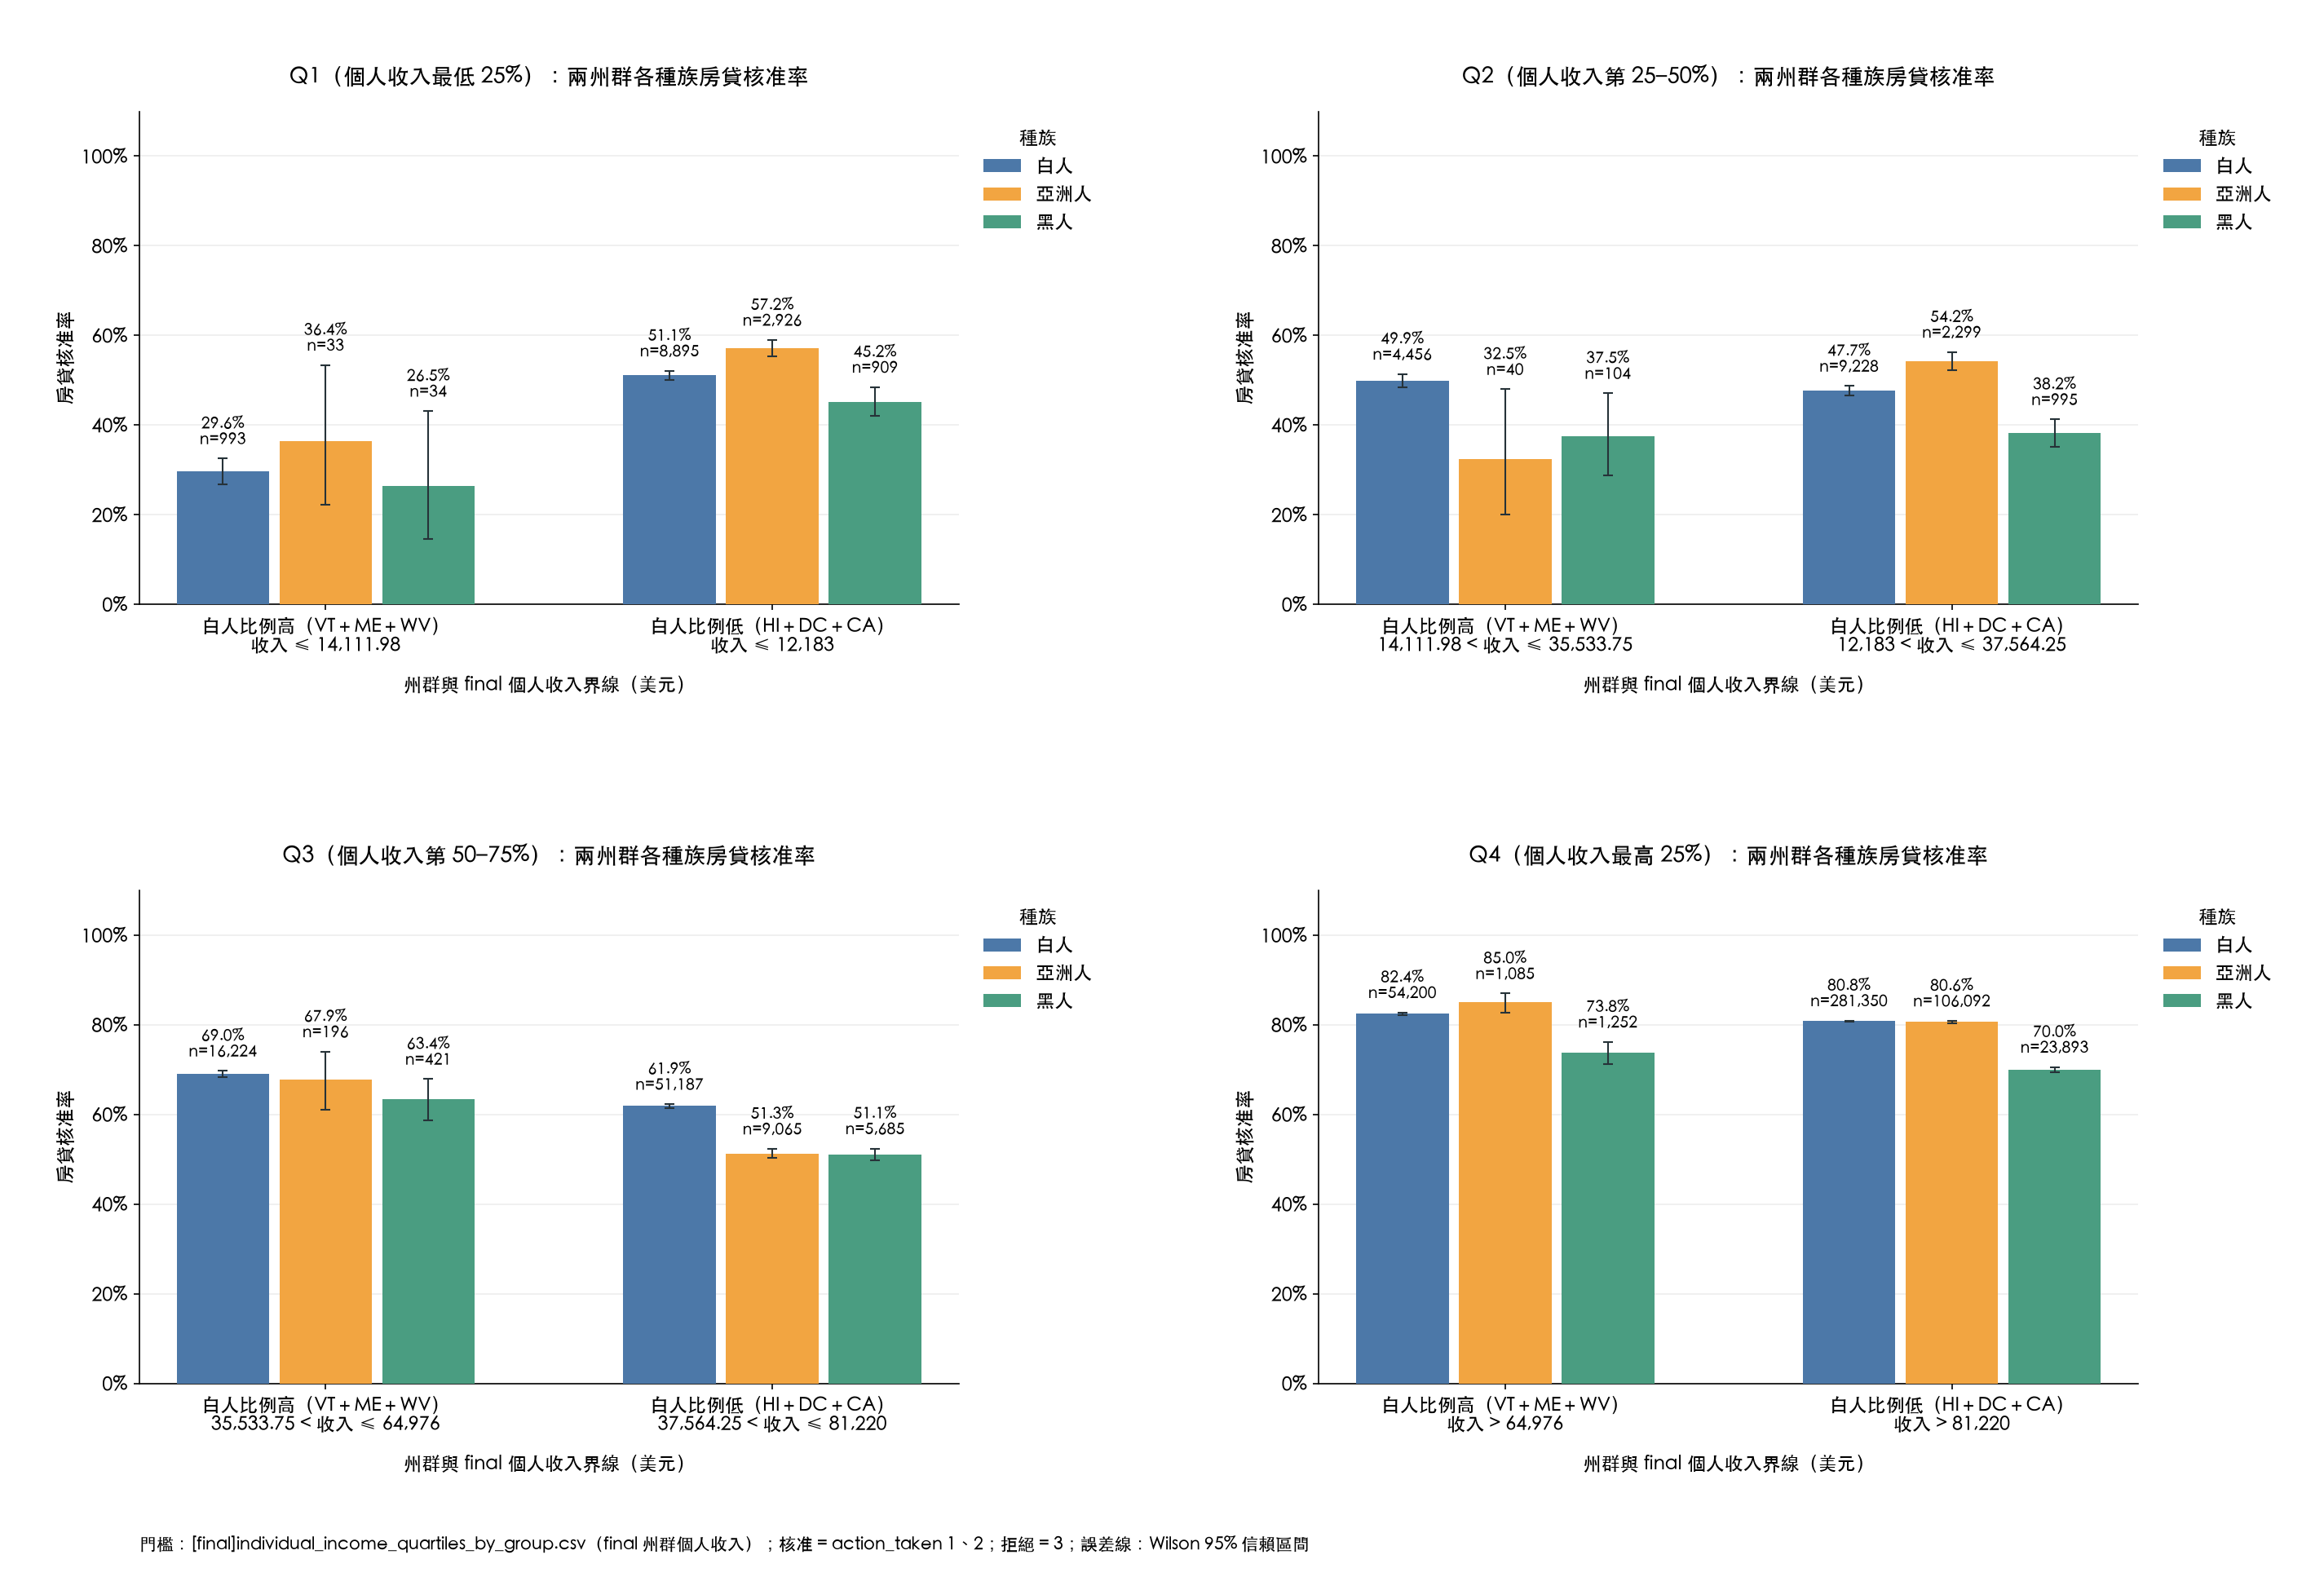 Q1（個人收入最低 25%）：兩州群各種族房貸核准率
房貸核准率
100%
80%
60%
40%
20%
0%
29.6%
n=993
36.4%
n=33
26.5%
n=34
51.1%
n=8,895
57.2%
n=2,926
45.2%
n=909
種族
白人
亞洲人
黑人
白人比例高（VT+ME+WV）
收入 ≤ 14,111.98
白人比例低（HI+DC+CA）
收入 ≤ 12,183
州群與 final 個人收入界線（美元）
Q2（個人收入第 25–50%）：兩州群各種族房貸核准率
房貸核准率
100%
80%
60%
40%
20%
0%
49.9%
n=4,456
32.5%
n=40
37.5%
n=104
47.7%
n=9,228
54.2%
n=2,299
38.2%
n=995
種族
白人
亞洲人
黑人
白人比例高（VT+ME+WV）
14,111.98 < 收入 ≤ 35,533.75
白人比例低（HI+DC+CA）
12,183 < 收入 ≤ 37,564.25
州群與 final 個人收入界線（美元）
Q3（個人收入第 50–75%）：兩州群各種族房貸核准率
房貸核准率
100%
80%
60%
40%
20%
0%
69.0%
n=16,224
67.9%
n=196
63.4%
n=421
61.9%
n=51,187
51.3%
n=9,065
51.1%
n=5,685
種族
白人
亞洲人
黑人
白人比例高（VT+ME+WV）
35,533.75 < 收入 ≤ 64,976
白人比例低（HI+DC+CA）
37,564.25 < 收入 ≤ 81,220
州群與 final 個人收入界線（美元）
Q4（個人收入最高 25%）：兩州群各種族房貸核准率
房貸核准率
100%
80%
60%
40%
20%
0%
82.4%
n=54,200
85.0%
n=1,085
73.8%
n=1,252
80.8%
n=281,350
80.6%
n=106,092
70.0%
n=23,893
種族
白人
亞洲人
黑人
白人比例高（VT+ME+WV）
收入 > 64,976
白人比例低（HI+DC+CA）
收入 > 81,220
州群與 final 個人收入界線（美元）
門檻：[final]individual_income_quartiles_by_group.csv（final 州群個人收入）；核准 = action_taken 1、2；拒絕 = 3；誤差線：Wilson 95% 信賴區間